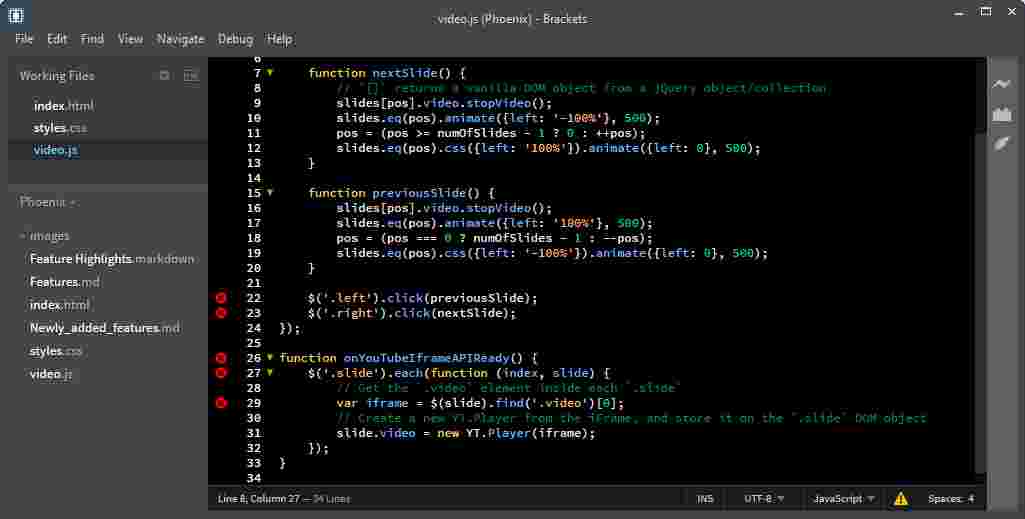 video.js (Phoenix) - Brackets
File Edit Find View Navigate Debug Help
Working Files
index.html
styles.css
video.js
Phoenix
images
Feature Highlights.markdown
Features.md
index.html
Newly_added_features.md
styles.css
video.js
6
7 function nextSlide() {
8 // `[]` returns a vanilla DOM object from a jQuery object/collection
9 slides[pos].video.stopVideo();
10 slides.eq(pos).animate({left: '-100%'}, 500);
11 pos = (pos >= numOfSlides - 1 ? 0 : ++pos);
12 slides.eq(pos).css({left: '100%'}).animate({left: 0}, 500);
13 }
14
15 function previousSlide() {
16 slides[pos].video.stopVideo();
17 slides.eq(pos).animate({left: '100%'}, 500);
18 pos = (pos === 0 ? numOfSlides - 1 : --pos);
19 slides.eq(pos).css({left: '-100%'}).animate({left: 0}, 500);
20 }
21
22 $('.left').click(previousSlide);
23 $('.right').click(nextSlide);
24 });
25
26 function onYouTubeIframeAPIReady() {
27 $('.slide').each(function (index, slide) {
28 // Get the `.video` element inside each `.slide`
29 var iframe = $(slide).find('.video')[0];
30 // Create a new YT.Player from the iFrame, and store it on the `.slide` DOM object
31 slide.video = new YT.Player(iframe);
32 });
33 }
34
Line 8, Column 27 — 34 Lines INS UTF-8 JavaScript Spaces: 4